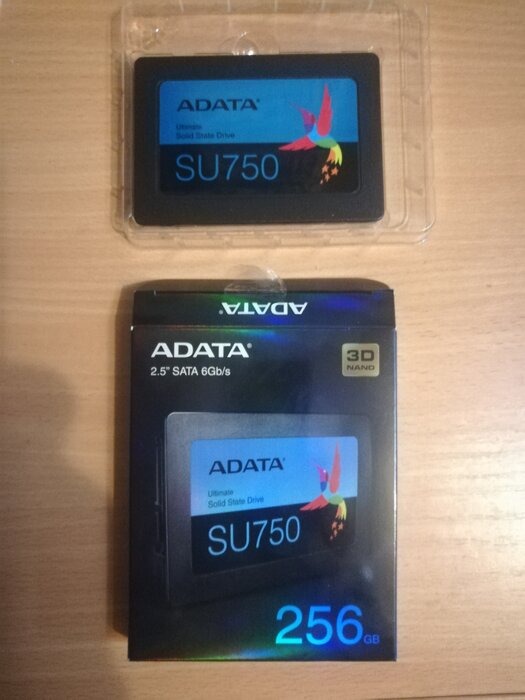 ADATA®
Ultimate
Solid State Drive
SU750
ADATA®
ADATA®
2.5" SATA 6Gb/s
3D
NAND
ADATA®
Ultimate
Solid State Drive
SU750
256GB